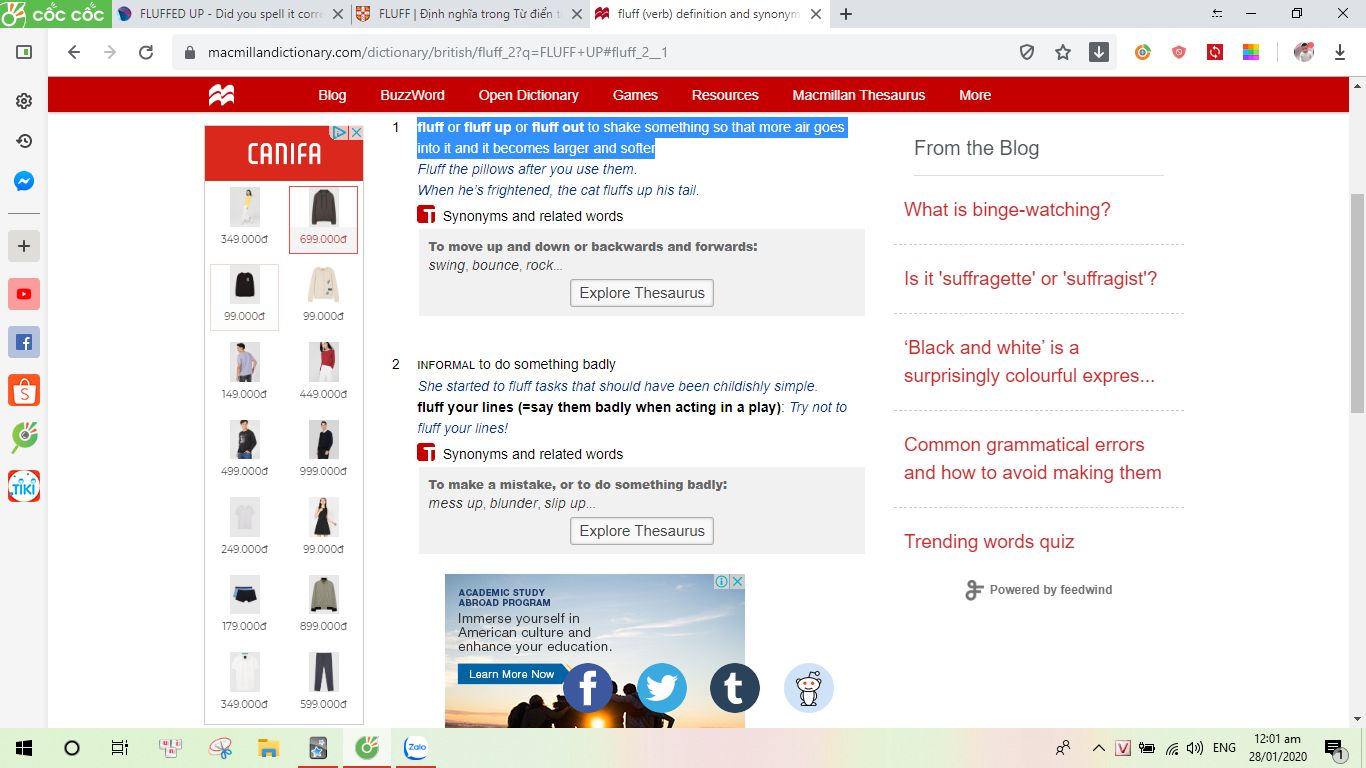 cốc cốc
FLUFFED UP - Did you spell it corre
FLUFF | Định nghĩa trong Từ điển ti
fluff (verb) definition and synonym
macmillandictionary.com/dictionary/british/fluff_2?q=FLUFF+UP#fluff_2__1
Blog BuzzWord Open Dictionary Games Resources Macmillan Thesaurus More
CANIFA
349.000đ 699.000đ
99.000đ 99.000đ
149.000đ 449.000đ
499.000đ 999.000đ
249.000đ 99.000đ
179.000đ 899.000đ
349.000đ 599.000đ
1 fluff or fluff up or fluff out to shake something so that more air goes
into it and it becomes larger and softer
Fluff the pillows after you use them.
When he's frightened, the cat fluffs up his tail.
T Synonyms and related words
To move up and down or backwards and forwards:
swing, bounce, rock...
Explore Thesaurus
2 INFORMAL to do something badly
She started to fluff tasks that should have been childishly simple.
fluff your lines (=say them badly when acting in a play): Try not to
fluff your lines!
T Synonyms and related words
To make a mistake, or to do something badly:
mess up, blunder, slip up...
Explore Thesaurus
ACADEMIC STUDY
ABROAD PROGRAM
Immerse yourself in
American culture and
enhance your education.
Learn More Now
From the Blog
What is binge-watching?
Is it 'suffragette' or 'suffragist'?
‘Black and white’ is a
surprisingly colourful expres...
Common grammatical errors
and how to avoid making them
Trending words quiz
Powered by feedwind
TIKI
Zalo
ENG
12:01 am
28/01/2020
1